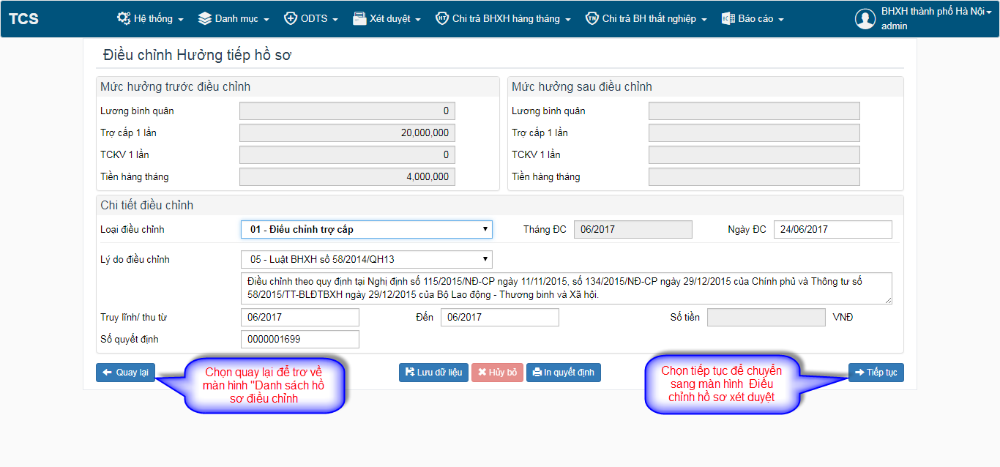 TCS
Hệ thống
Danh mục
ODTS
Xét duyệt
HT
Chi trả BHXH hàng tháng
TN
Chi trả BH thất nghiệp
BC
Báo cáo
BHXH thành phố Hà Nội
admin
Điều chỉnh Hưởng tiếp hồ sơ
Mức hưởng trước điều chỉnh
Lương bình quân 0
Trợ cấp 1 lần 20,000,000
TCKV 1 lần 0
Tiền hàng tháng 4,000,000
Mức hưởng sau điều chỉnh
Lương bình quân
Trợ cấp 1 lần
TCKV 1 lần
Tiền hàng tháng
Chi tiết điều chỉnh
Loại điều chỉnh 01 - Điều chỉnh trợ cấp Tháng ĐC 06/2017 Ngày ĐC 24/06/2017
Lý do điều chỉnh 05 - Luật BHXH số 58/2014/QH13
Điều chỉnh theo quy định tại Nghị định số 115/2015/NĐ-CP ngày 11/11/2015, số 134/2015/NĐ-CP ngày 29/12/2015 của Chính phủ và Thông tư số
58/2015/TT-BLĐTBXH ngày 29/12/2015 của Bộ Lao động - Thương binh và Xã hội.
Truy lĩnh/ thu từ 06/2017 Đến 06/2017 Số tiền VNĐ
Số quyết định 0000001699
Quay lại
Chọn quay lại để trơ về
màn hình "Danh sách hồ
sơ điều chỉnh
Lưu dữ liệu
Hủy bỏ
In quyết định
Chọn tiếp tục để chuyển
sang màn hình Điều
chỉnh hồ sơ xét duyệt
Tiếp tục